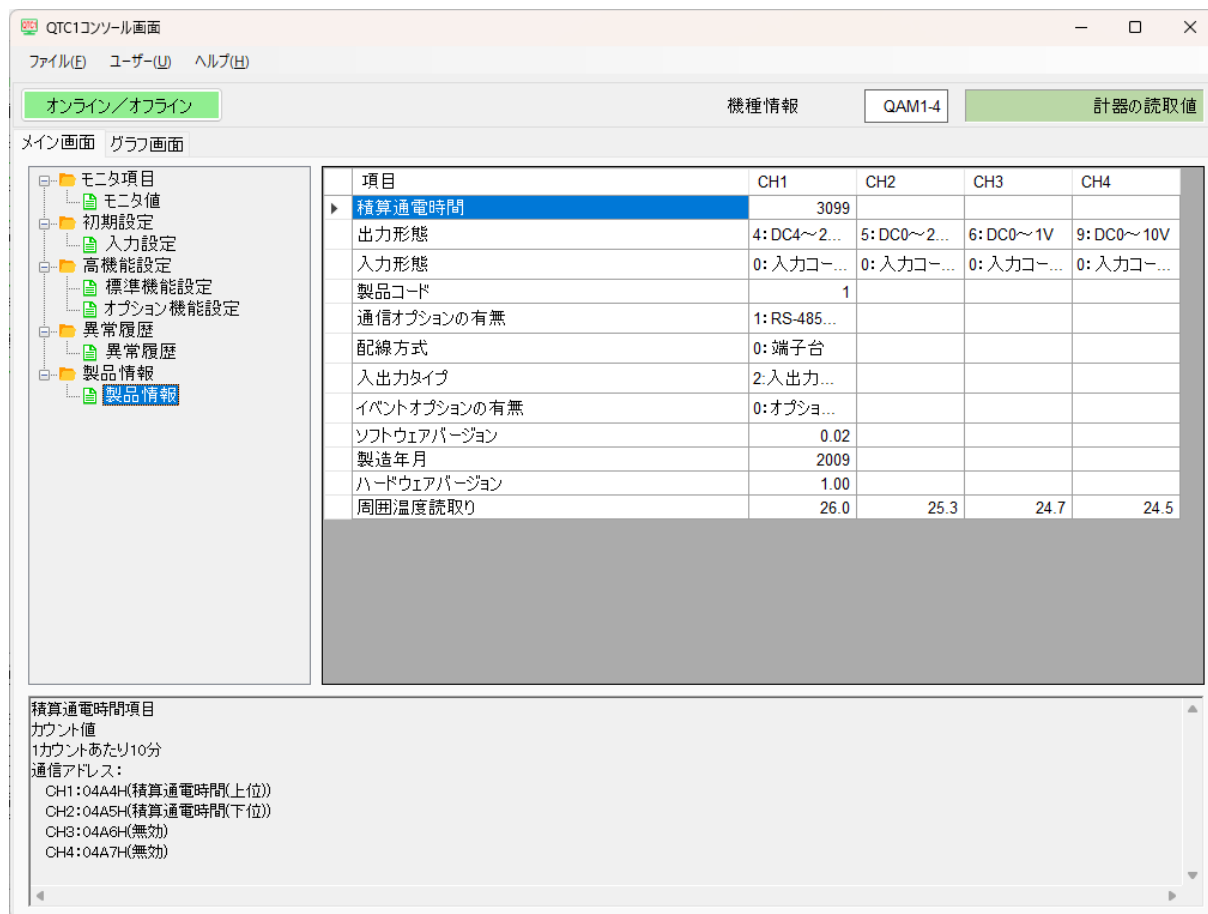 QTC1コンソール画面
ファイル(F) ユーザー(U) ヘルプ(H)
オンライン／オフライン 機種情報 QAM1-4 計器の読取値
メイン画面 グラフ画面
モニタ項目
モニタ値
初期設定
入力設定
高機能設定
標準機能設定
オプション機能設定
異常履歴
異常履歴
製品情報
製品情報
項目 CH1 CH2 CH3 CH4
積算通電時間 3099
出力形態 4:DC4～2... 5:DC0～2... 6:DC0～1V 9:DC0～10V
入力形態 0:入力コー... 0:入力コー... 0:入力コー... 0:入力コー...
製品コード 1
通信オプションの有無 1:RS-485...
配線方式 0:端子台
入出力タイプ 2:入出力...
イベントオプションの有無 0:オプショ...
ソフトウェアバージョン 0.02
製造年月 2009
ハードウェアバージョン 1.00
周囲温度読取り 26.0 25.3 24.7 24.5
積算通電時間項目
カウント値
1カウントあたり10分
通信アドレス:
CH1:04A4H(積算通電時間(上位))
CH2:04A5H(積算通電時間(下位))
CH3:04A6H(無効)
CH4:04A7H(無効)